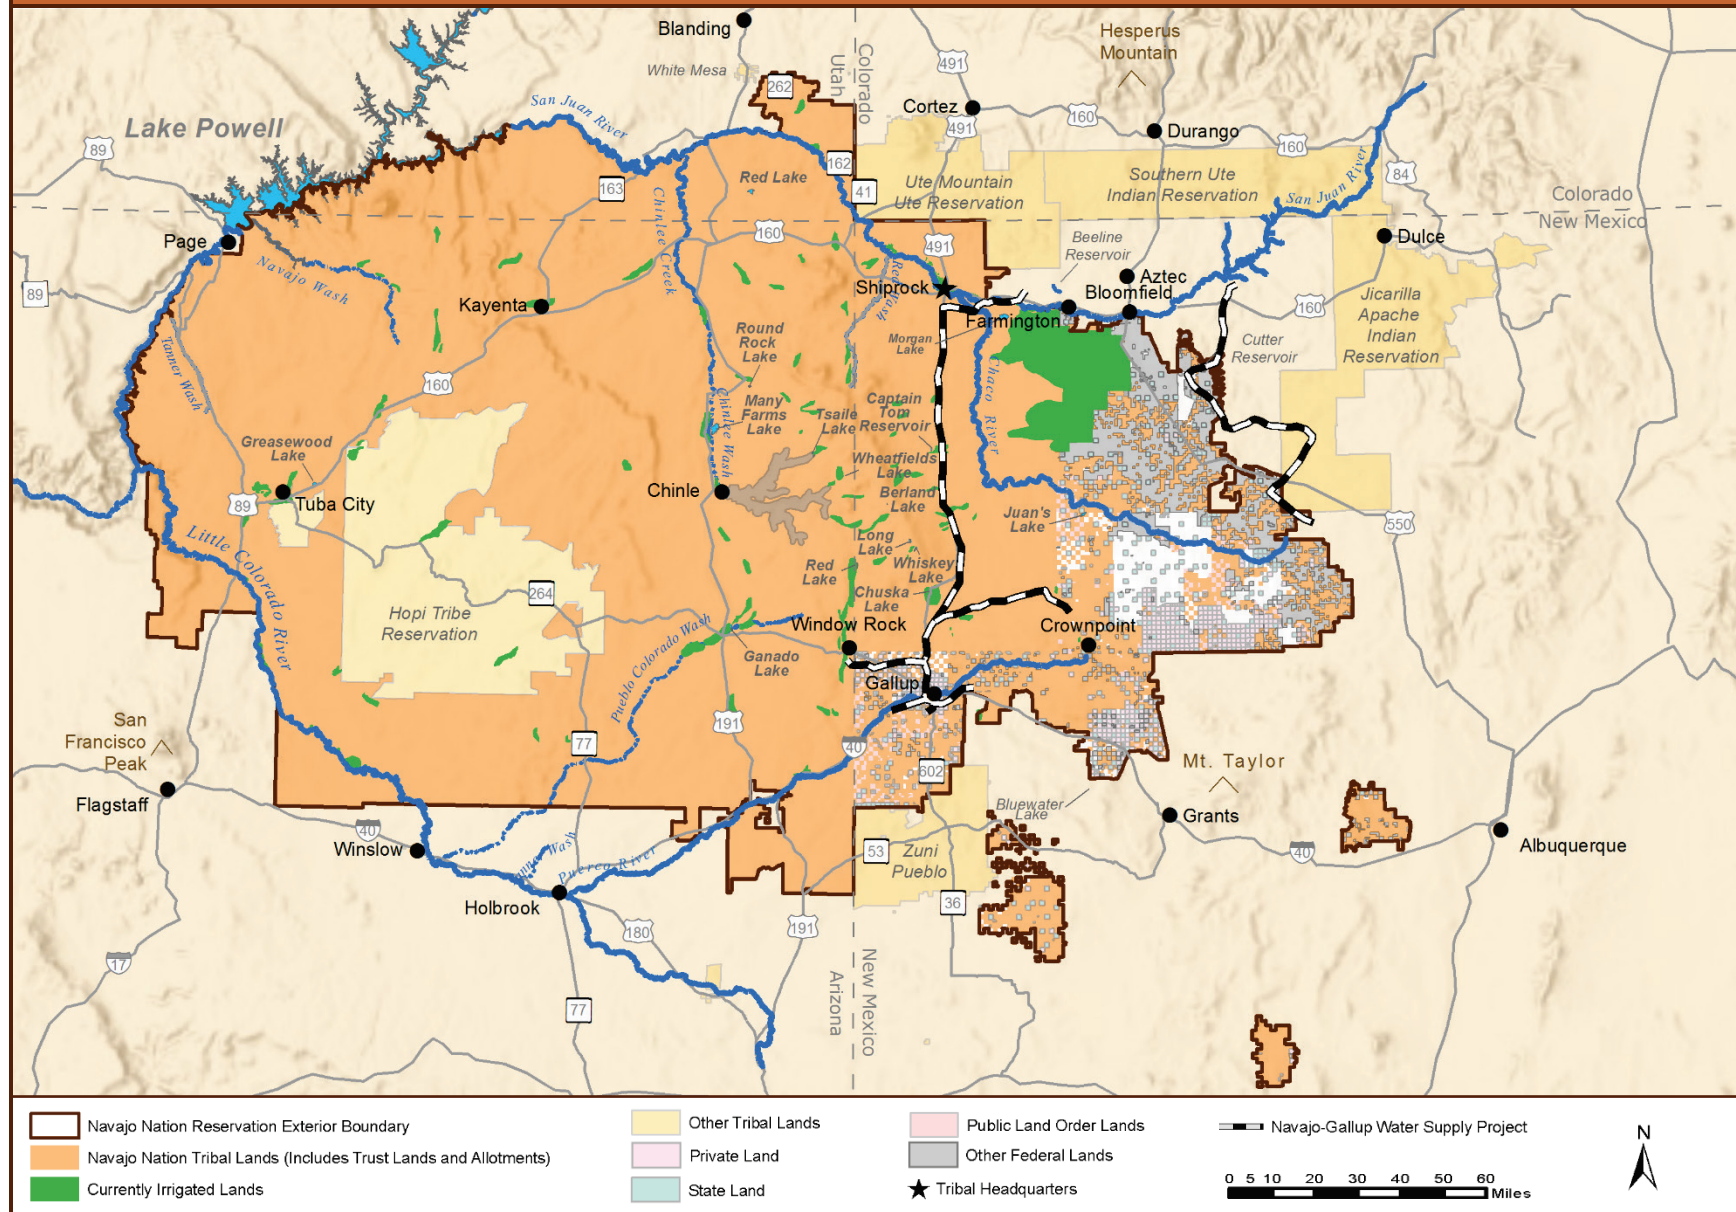 Blanding
White Mesa
262
Colorado
Utah
491
Hesperus
Mountain
Cortez
491
160
Durango
160
Lake Powell
89
San Juan River
163
Red Lake
162
41
Ute Mountain
Ute Reservation
Southern Ute
Indian Reservation
San Juan River
84
Colorado
New Mexico
Page
Navajo Wash
Chinlee Creek
160
491
Beeline
Reservoir
Dulce
89
Kayenta
Shiprock
Red Wash
Aztec
Bloomfield
Farmington
160
Jicarilla
Apache
Indian
Reservation
Tanner Wash
Round
Rock
Lake
Morgan
Lake
Cutter
Reservoir
160
Chaco River
Many
Farms
Lake
Chinlee Wash
Tsaile
Lake
Captain
Tom
Reservoir
Greasewood
Lake
Wheatfields
Lake
Chinle
Berland
Lake
89
Tuba City
Juan's
Lake
550
Little Colorado River
Long
Lake
Red
Lake
Whiskey
Lake
264
Chuska
Lake
Hopi Tribe
Reservation
Pueblo Colorado Wash
Window Rock
Crownpoint
Ganado
Lake
Gallup
San
Francisco
Peak
191
77
40
602
Mt. Taylor
Flagstaff
Bluewater
Lake
Grants
40
Winslow
Tanner Wash
Puerco River
53
Zuni
Pueblo
40
Albuquerque
Holbrook
36
180
191
17
New Mexico
Arizona
77
Navajo Nation Reservation Exterior Boundary
Navajo Nation Tribal Lands (Includes Trust Lands and Allotments)
Currently Irrigated Lands
Other Tribal Lands
Private Land
State Land
Public Land Order Lands
Other Federal Lands
Tribal Headquarters
Navajo-Gallup Water Supply Project
0 5 10 20 30 40 50 60
Miles
N